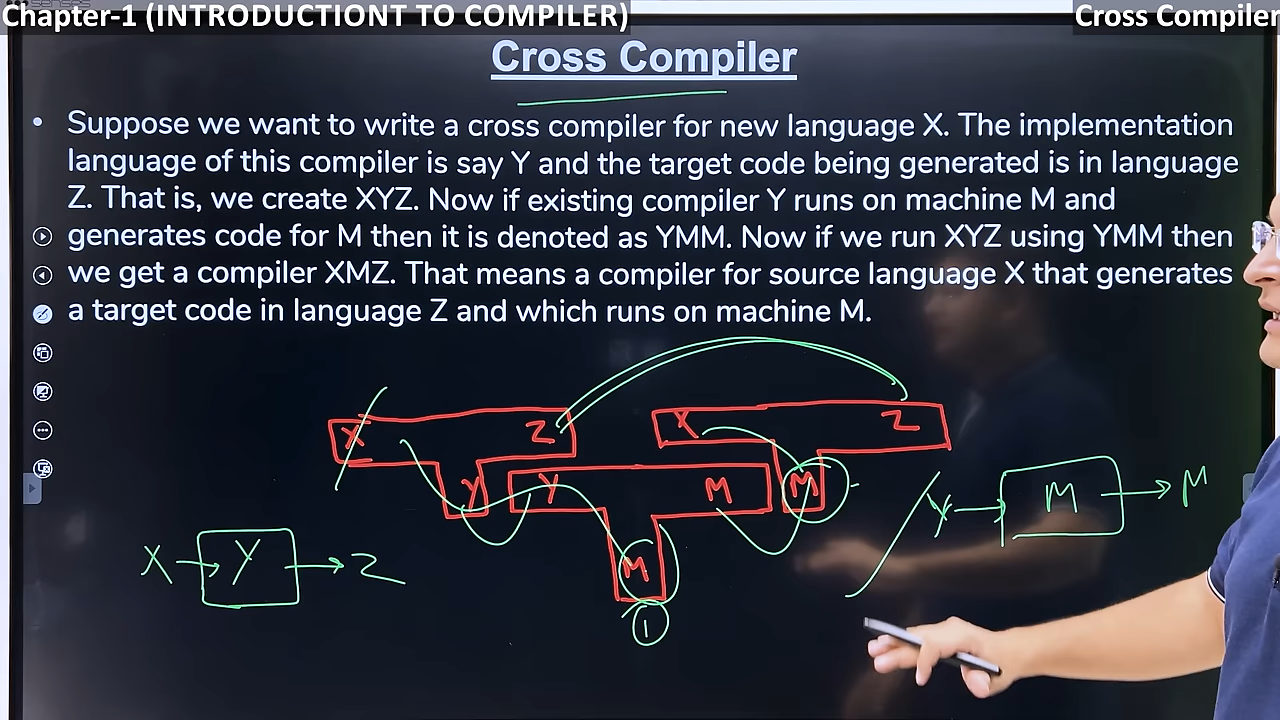 Chapter-1 (INTRODUCTIONT TO COMPILER)
Cross Compiler
Cross Compiler
• Suppose we want to write a cross compiler for new language X. The implementation
language of this compiler is say Y and the target code being generated is in language
Z. That is, we create XYZ. Now if existing compiler Y runs on machine M and
generates code for M then it is denoted as YMM. Now if we run XYZ using YMM then
we get a compiler XMZ. That means a compiler for source language X that generates
a target code in language Z and which runs on machine M.
X Z X Z
Y Y M M
Y M M
X Y Z
M
1